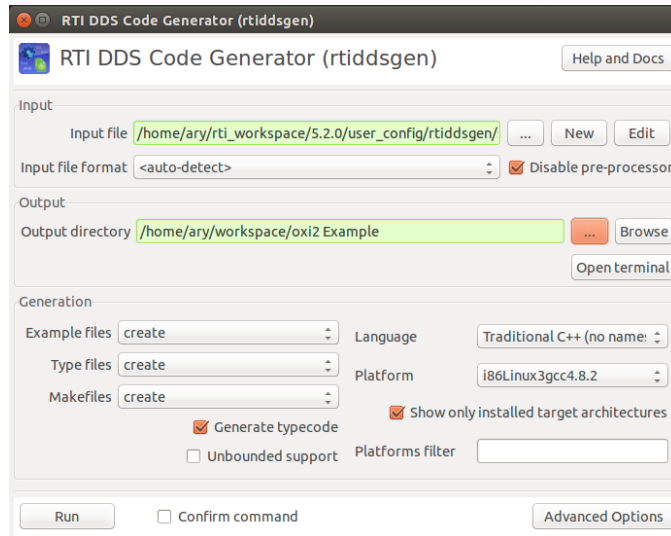 RTI DDS Code Generator (rtiddsgen)
RTI DDS Code Generator (rtiddsgen) Help and Docs
Input
Input file /home/ary/rti_workspace/5.2.0/user_config/rtiddsgen/ ... New Edit
Input file format <auto-detect> Disable pre-processor
Output
Output directory /home/ary/workspace/oxi2 Example ... Browse
Open terminal
Generation
Example files create Language Traditional C++ (no name:
Type files create Platform i86Linux3gcc4.8.2
Makefiles create Show only installed target architectures
Generate typecode
Unbounded support Platforms filter
Run Confirm command Advanced Options